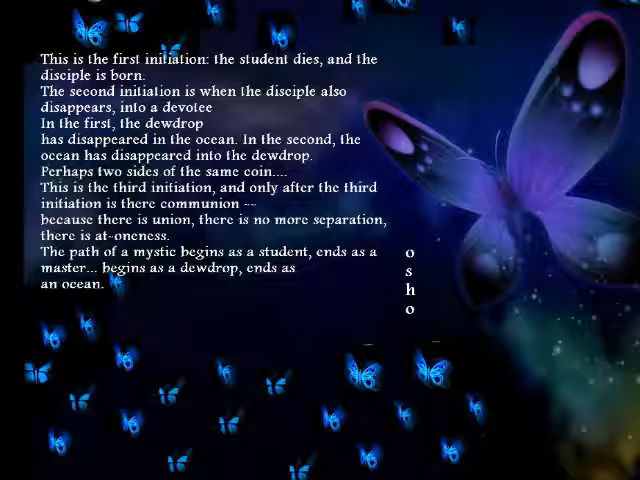 This is the first initiation: the student dies, and the
disciple is born.
The second initiation is when the disciple also
disappears, into a devotee
In the first, the dewdrop
has disappeared in the ocean. In the second, the
ocean has disappeared into the dewdrop.
Perhaps two sides of the same coin....
This is the third initiation, and only after the third
initiation is there communion --
because there is union, there is no more separation,
there is at-oneness.
The path of a mystic begins as a student, ends as a
master... begins as a dewdrop, ends as
an ocean.
o
s
h
o